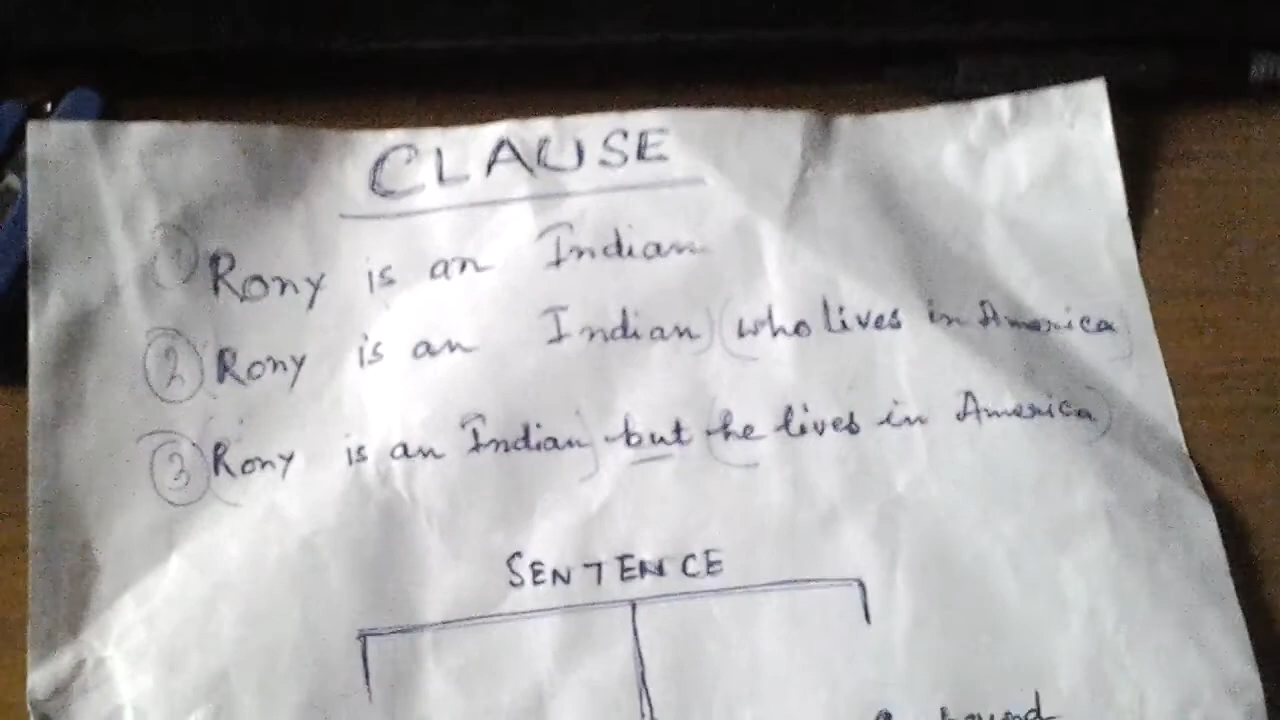 CLAUSE
1 Rony is an Indian
2 Rony is an Indian) (who lives in America)
3 (Rony is an Indian) but (he lives in America)
SENTENCE